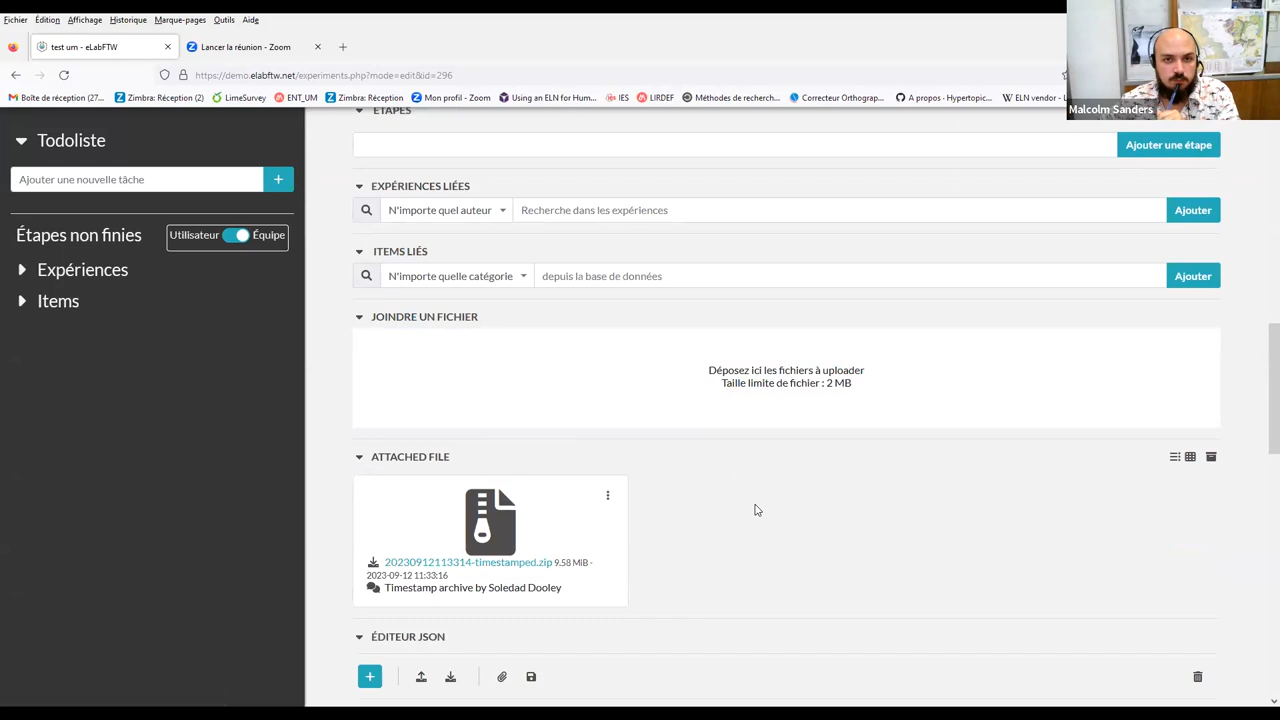 Fichier Édition Affichage Historique Marque-pages Outils Aide
test um - eLabFTW
Lancer la réunion - Zoom
https://demo.elabftw.net/experiments.php?mode=edit&id=296
Boîte de réception (27... Zimbra: Réception (2) LimeSurvey ENT_UM Zimbra: Réception Mon profil - Zoom Using an ELN for Hum... IES LIRDEF Méthodes de recherch... Correcteur Orthograp... A propos - Hypertopic... ELN vendor - u
Malcolm Sanders
Todoliste
Ajouter une nouvelle tâche
Étapes non finies
Utilisateur Équipe
Expériences
Items
ÉTAPES
Ajouter une étape
EXPÉRIENCES LIÉES
N'importe quel auteur Recherche dans les expériences Ajouter
ITEMS LIÉS
N'importe quelle catégorie depuis la base de données Ajouter
JOINDRE UN FICHIER
Déposez ici les fichiers à uploader
Taille limite de fichier : 2 MB
ATTACHED FILE
20230912113314-timestamped.zip 9.58 MiB -
2023-09-12 11:33:16
Timestamp archive by Soledad Dooley
ÉDITEUR JSON